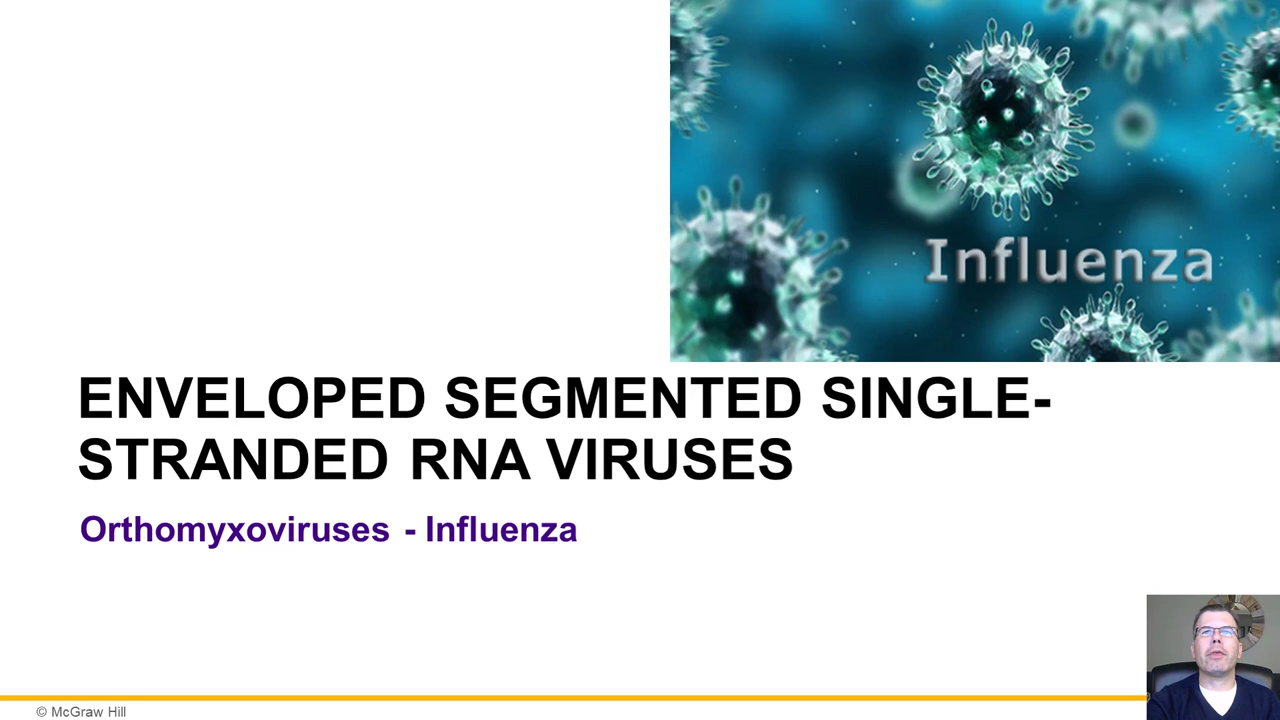 Influenza
ENVELOPED SEGMENTED SINGLE-
STRANDED RNA VIRUSES
Orthomyxoviruses - Influenza
© McGraw Hill